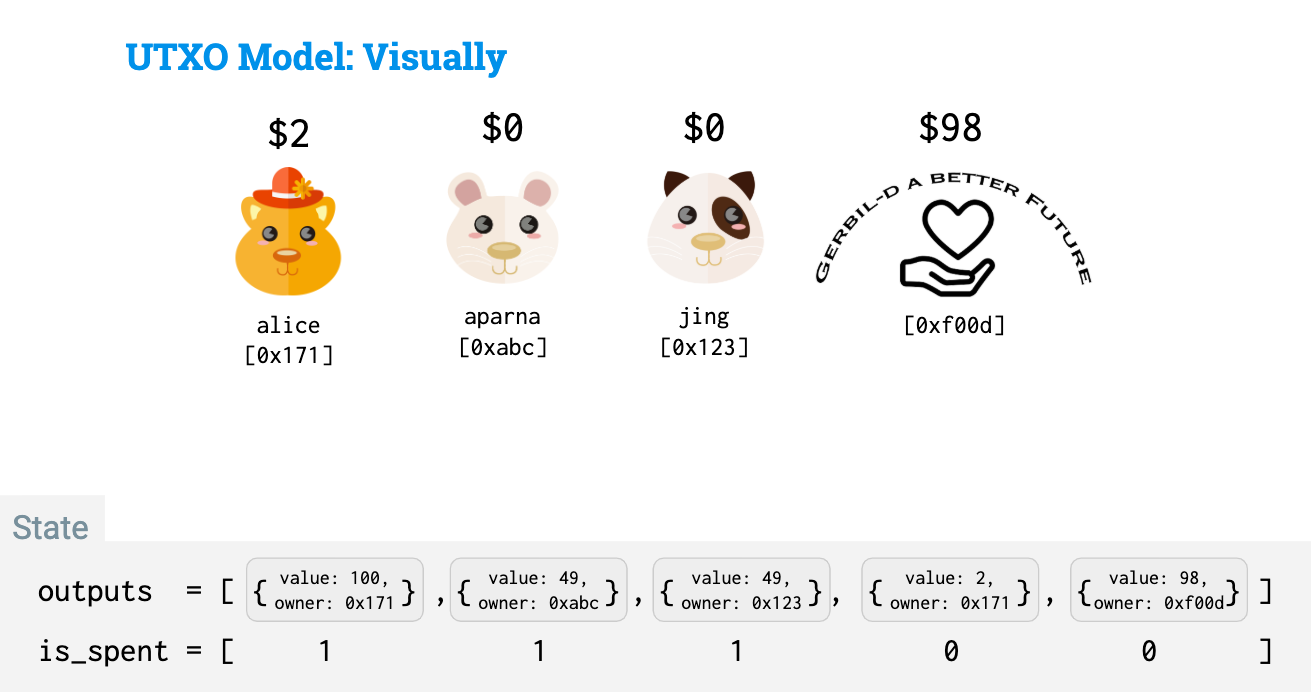 UTXO Model: Visually
$2 $0 $0 $98
GERBIL-D A BETTER FUTURE
alice aparna jing
[0x171] [0xabc] [0x123] [0xf00d]
State
outputs = [ { value: 100, owner: 0x171 } , { value: 49, owner: 0xabc } , { value: 49, owner: 0x123 } , { value: 2, owner: 0x171 } , { value: 98, owner: 0xf00d } ]
is_spent = [ 1 1 1 0 0 ]